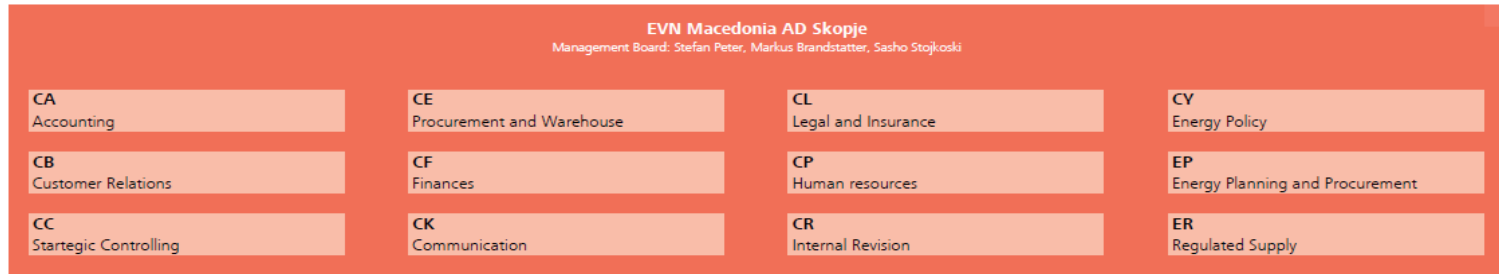 EVN Macedonia AD Skopje
Management Board: Stefan Peter, Markus Brandstatter, Sasho Stojkoski
CA
Accounting
CE
Procurement and Warehouse
CL
Legal and Insurance
CY
Energy Policy
CB
Customer Relations
CF
Finances
CP
Human resources
EP
Energy Planning and Procurement
CC
Startegic Controlling
CK
Communication
CR
Internal Revision
ER
Regulated Supply